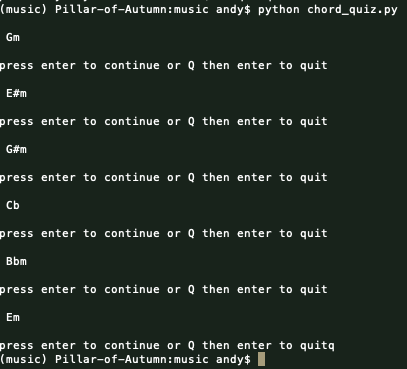 (music) Pillar-of-Autumn:music andy$ python chord_quiz.py
Gm
press enter to continue or Q then enter to quit
E#m
press enter to continue or Q then enter to quit
G#m
press enter to continue or Q then enter to quit
Cb
press enter to continue or Q then enter to quit
Bbm
press enter to continue or Q then enter to quit
Em
press enter to continue or Q then enter to quitq
(music) Pillar-of-Autumn:music andy$